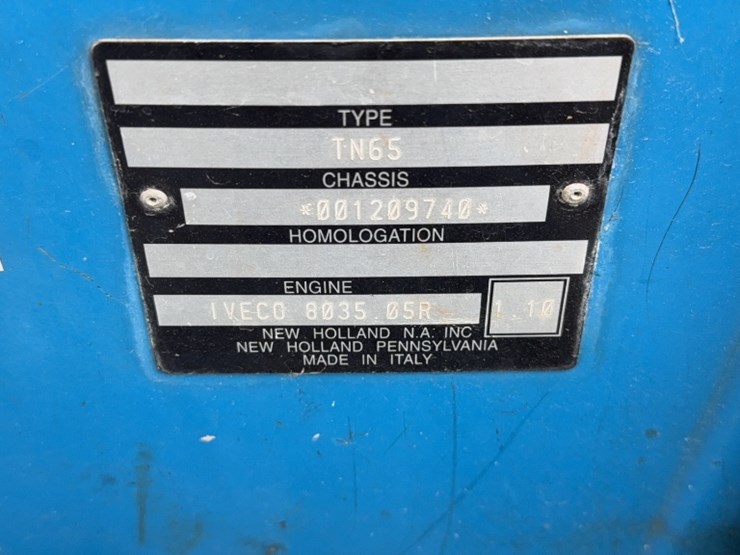 TYPE
TN65
CHASSIS
*001209740*
HOMOLOGATION
ENGINE
IVECO 8035.05R 1.10
NEW HOLLAND N.A. INC
NEW HOLLAND PENNSYLVANIA
MADE IN ITALY